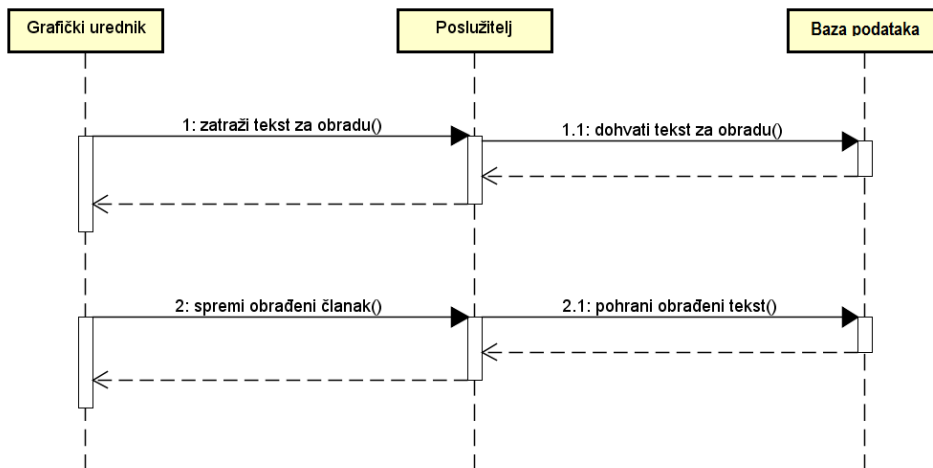 Grafički urednik
Poslužitelj
Baza podataka
1: zatraži tekst za obradu()
1.1: dohvati tekst za obradu()
2: spremi obrađeni članak()
2.1: pohrani obrađeni tekst()